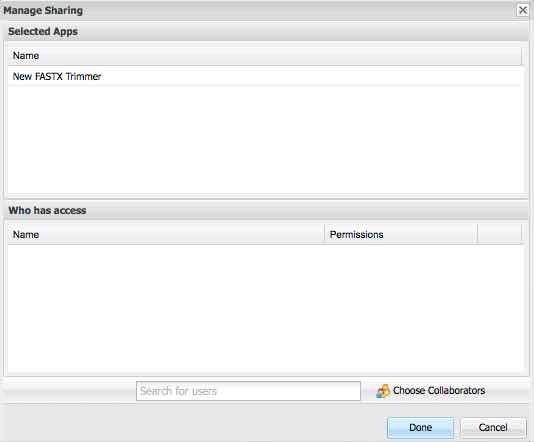 Manage Sharing
Selected Apps
Name
New FASTX Trimmer
Who has access
Name Permissions
Search for users Choose Collaborators
Done Cancel